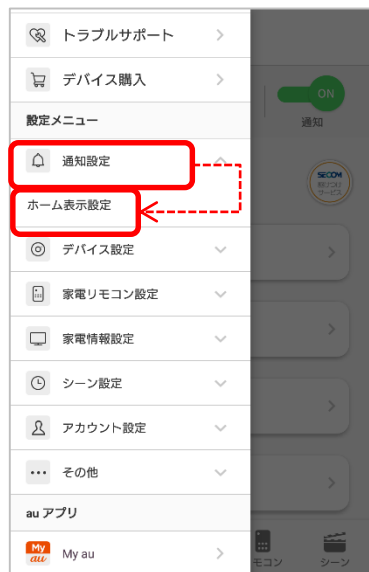 トラブルサポート
デバイス購入
設定メニュー
ON
通知
通知設定
SECOM
ホーム表示設定
デバイス設定
家電リモコン設定
家電情報設定
シーン設定
アカウント設定
その他
au アプリ
My au
My au
モコン
シーン